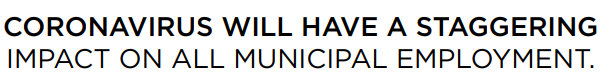 CORONAVIRUS WILL HAVE A STAGGERING
IMPACT ON ALL MUNICIPAL EMPLOYMENT.